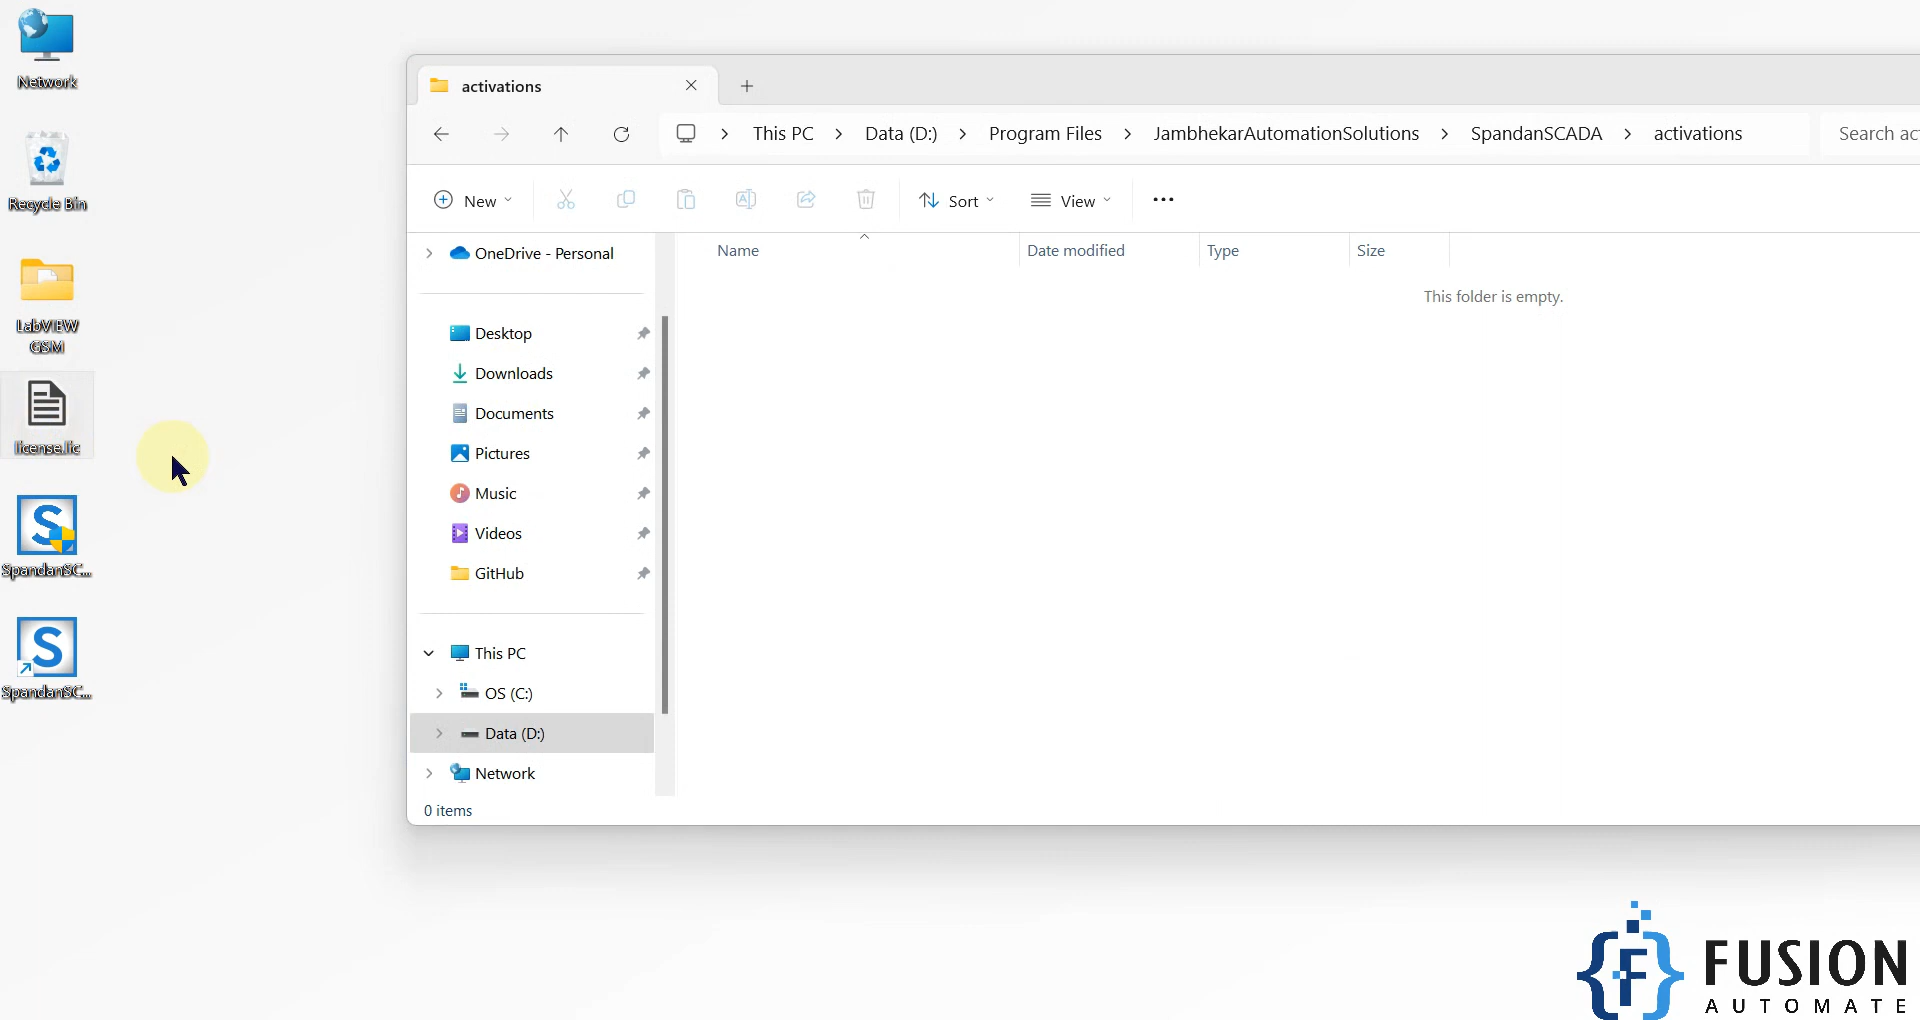 Network
Recycle Bin
LabVIEW
GSM
license.lic
SpandanSC...
SpandanSC...
activations
This PC > Data (D:) > Program Files > JambhekarAutomationSolutions > SpandanSCADA > activations
Search ac
New
Sort
View
OneDrive - Personal
Desktop
Downloads
Documents
Pictures
Music
Videos
GitHub
This PC
OS (C:)
Data (D:)
Network
Name
Date modified
Type
Size
This folder is empty.
0 items
FUSION
AUTOMATE